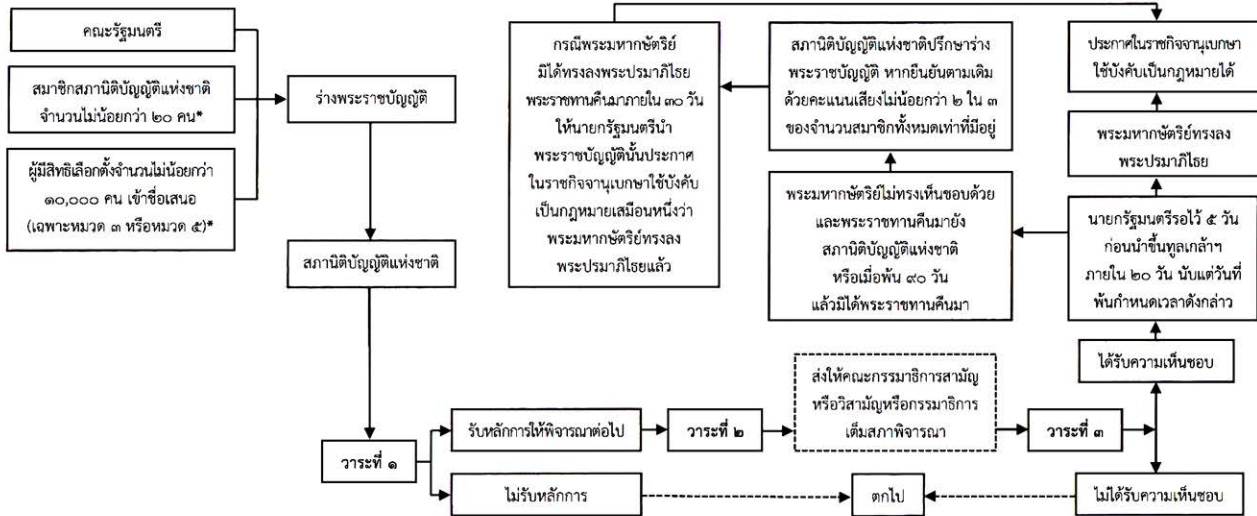 คณะรัฐมนตรี
สมาชิกสภานิติบัญญัติแห่งชาติ
จำนวนไม่น้อยกว่า ๒๐ คน*
ผู้มีสิทธิเลือกตั้งจำนวนไม่น้อยกว่า
๑๐,๐๐๐ คน เข้าชื่อเสนอ
(เฉพาะหมวด ๓ หรือหมวด ๕)*
ร่างพระราชบัญญัติ
สภานิติบัญญัติแห่งชาติ
วาระที่ ๑
รับหลักการให้พิจารณาต่อไป
ไม่รับหลักการ
วาระที่ ๒
ส่งให้คณะกรรมาธิการสามัญ
หรือวิสามัญหรือกรรมาธิการ
เต็มสภาพิจารณา
วาระที่ ๓
ตกไป
ไม่ได้รับความเห็นชอบ
ได้รับความเห็นชอบ
นายกรัฐมนตรีรอไว้ ๕ วัน
ก่อนนำขึ้นทูลเกล้าฯ
ภายใน ๒๐ วัน นับแต่วันที่
พ้นกำหนดเวลาดังกล่าว
พระมหากษัตริย์ทรงลง
พระปรมาภิไธย
ประกาศในราชกิจจานุเบกษา
ใช้บังคับเป็นกฎหมายได้
พระมหากษัตริย์ไม่ทรงเห็นชอบด้วย
และพระราชทานคืนมายัง
สภานิติบัญญัติแห่งชาติ
หรือเมื่อพ้น ๙๐ วัน
แล้วมิได้พระราชทานคืนมา
สภานิติบัญญัติแห่งชาติปรึกษาร่าง
พระราชบัญญัติ หากยืนยันตามเดิม
ด้วยคะแนนเสียงไม่น้อยกว่า ๒ ใน ๓
ของจำนวนสมาชิกทั้งหมดเท่าที่มีอยู่
กรณีพระมหากษัตริย์
มิได้ทรงลงพระปรมาภิไธย
พระราชทานคืนมาภายใน ๓๐ วัน
ให้นายกรัฐมนตรีนำ
พระราชบัญญัตินั้นประกาศ
ในราชกิจจานุเบกษาใช้บังคับ
เป็นกฎหมายเสมือนหนึ่งว่า
พระมหากษัตริย์ทรงลง
พระปรมาภิไธยแล้ว